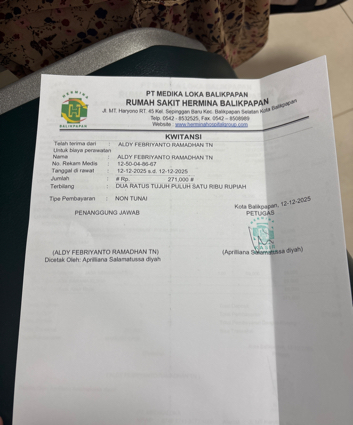 HERMINA
BALIKPAPAN
PT MEDIKA LOKA BALIKPAPAN
RUMAH SAKIT HERMINA BALIKPAPAN
Jl. MT. Haryono RT. 45 Kel. Sepinggan Baru Kec. Balikpapan Selatan Kota Balikpapan
Telp. 0542 - 8532525, Fax. 0542 – 8508989
Website : www.herminahospitalgroup.com
KWITANSI
Telah terima dari : ALDY FEBRIYANTO RAMADHAN TN
Untuk biaya perawatan
Nama : ALDY FEBRIYANTO RAMADHAN TN
No. Rekam Medis : 12-50-04-86-67
Tanggal di rawat : 12-12-2025 s.d. 12-12-2025
Jumlah : # Rp. 271,000 #
Terbilang : DUA RATUS TUJUH PULUH SATU RIBU RUPIAH
Tipe Pembayaran : NON TUNAI
Kota Balikpapan, 12-12-2025
PENANGGUNG JAWAB
PETUGAS
(ALDY FEBRIYANTO RAMADHAN TN)
(Aprilliana Salamatussa diyah)
Dicetak Oleh: Aprilliana Salamatussa diyah